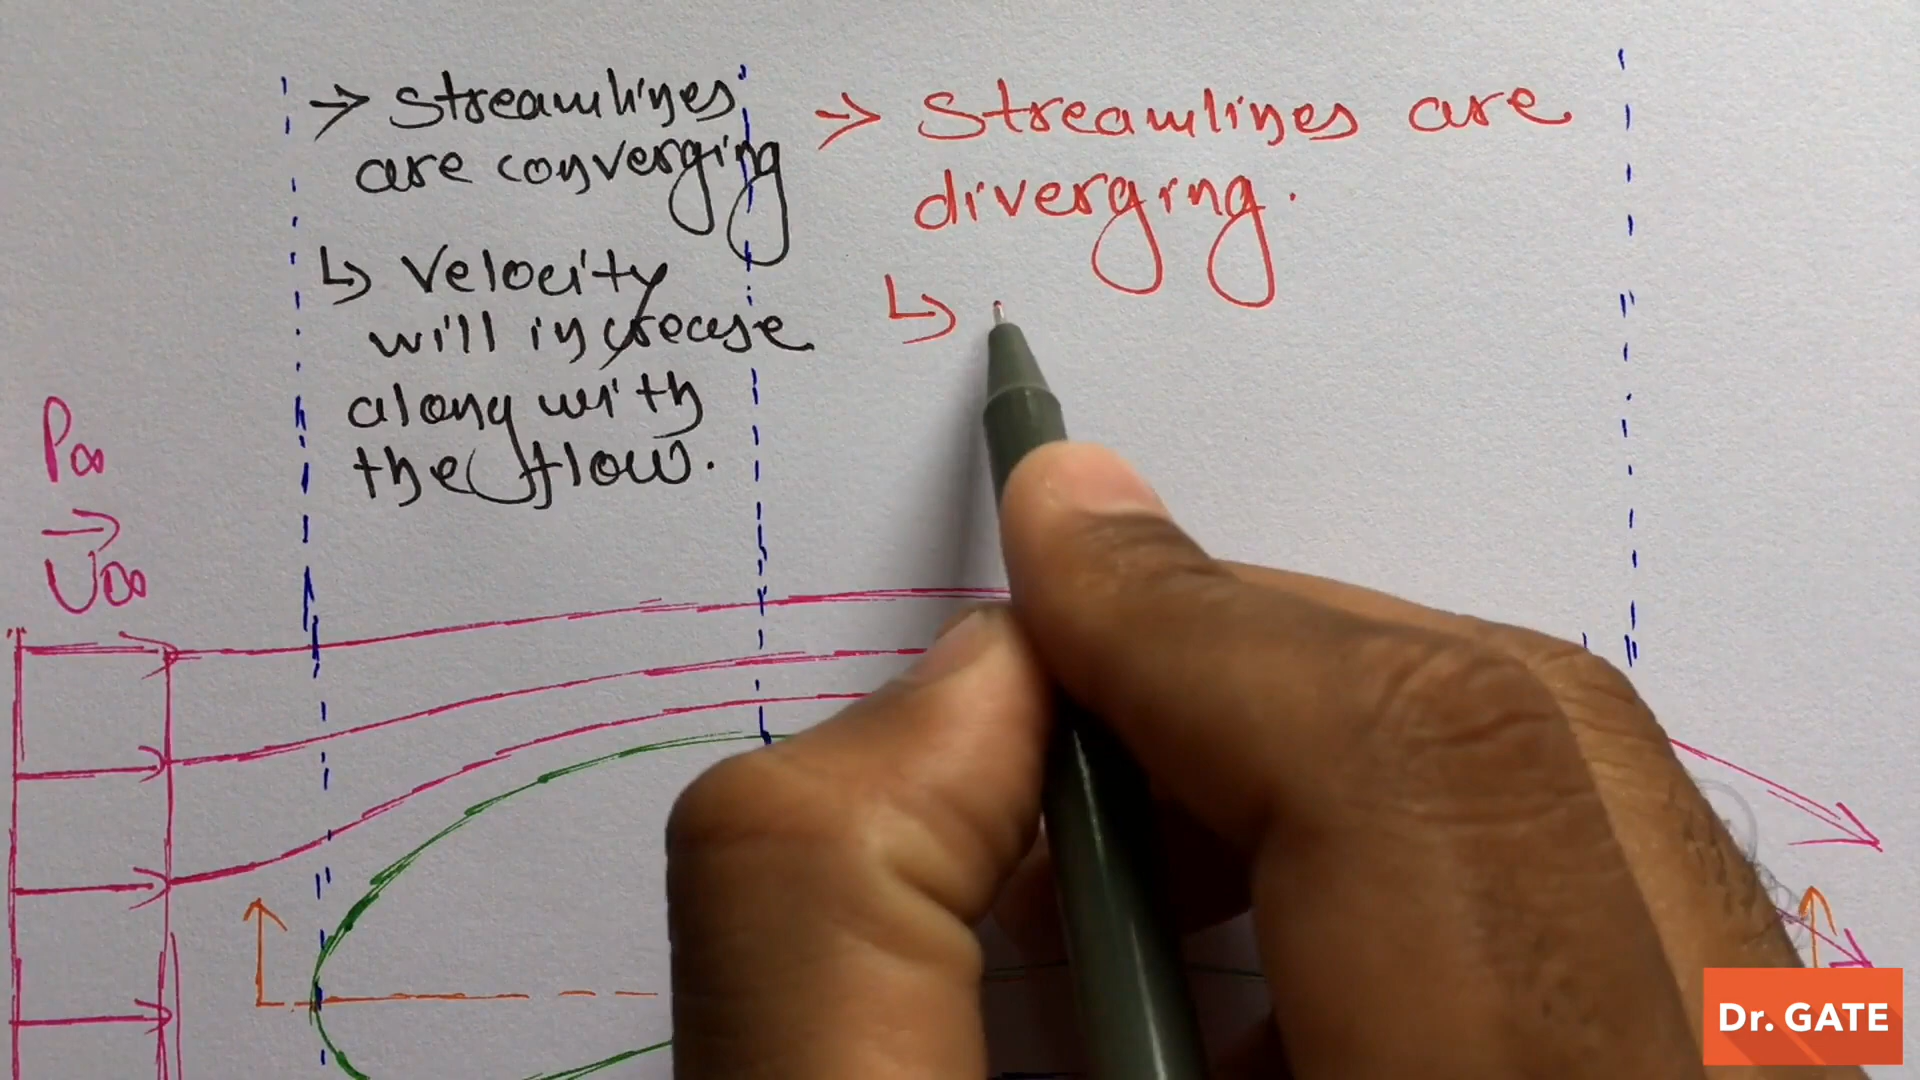 → Streamlines
are converging
↳ Velocity
will increase
along with
the flow.
→ Streamlines are
diverging.
↳
P∞
U∞
Dr. GATE